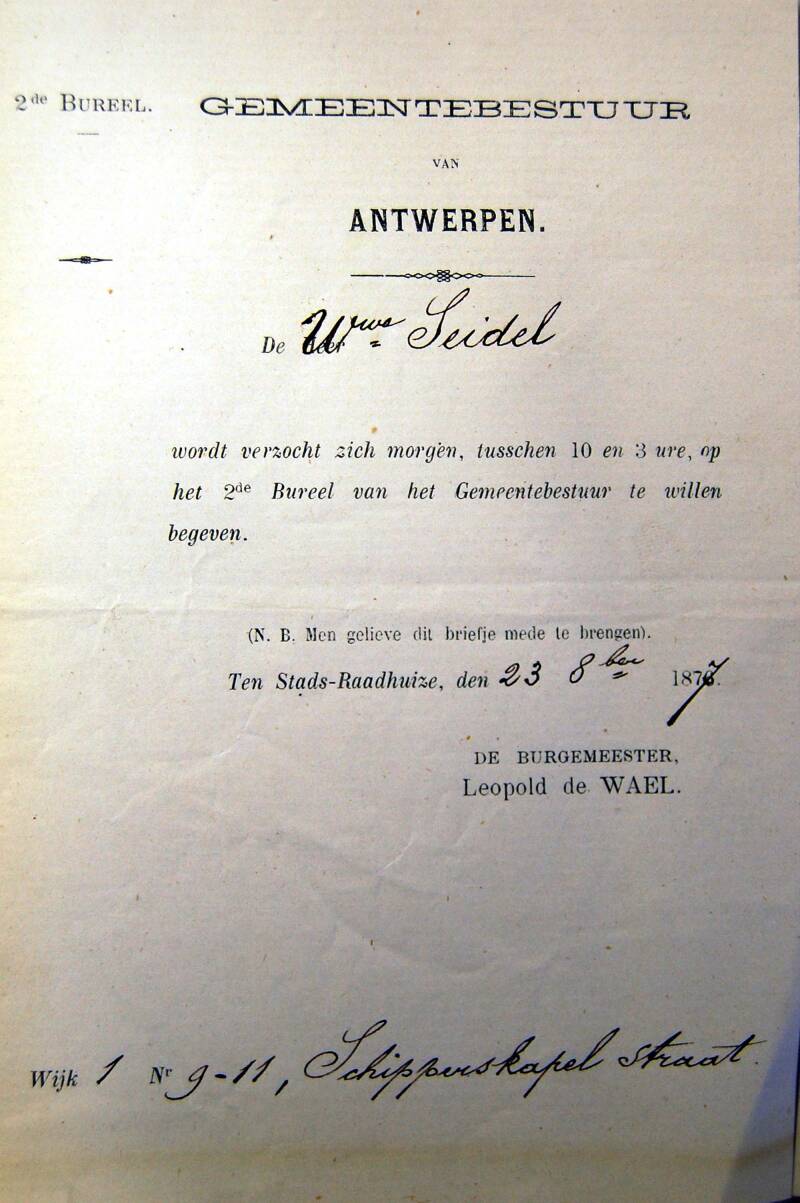 2de BUREEL.
GEMEENTEBESTUUR
VAN
ANTWERPEN.
De Wwe Seidel
wordt verzocht zich morgen, tusschen 10 en 3 ure, op
het 2de Bureel van het Gemeentebestuur te willen
begeven.
(N. B. Men gelieve dit briefje mede te brengen).
Ten Stads-Raadhuize, den 23 8ber 1877.
DE BURGEMEESTER,
Leopold de WAEL.
Wijk 1 Nr 9-11, Schipperskapel straat.